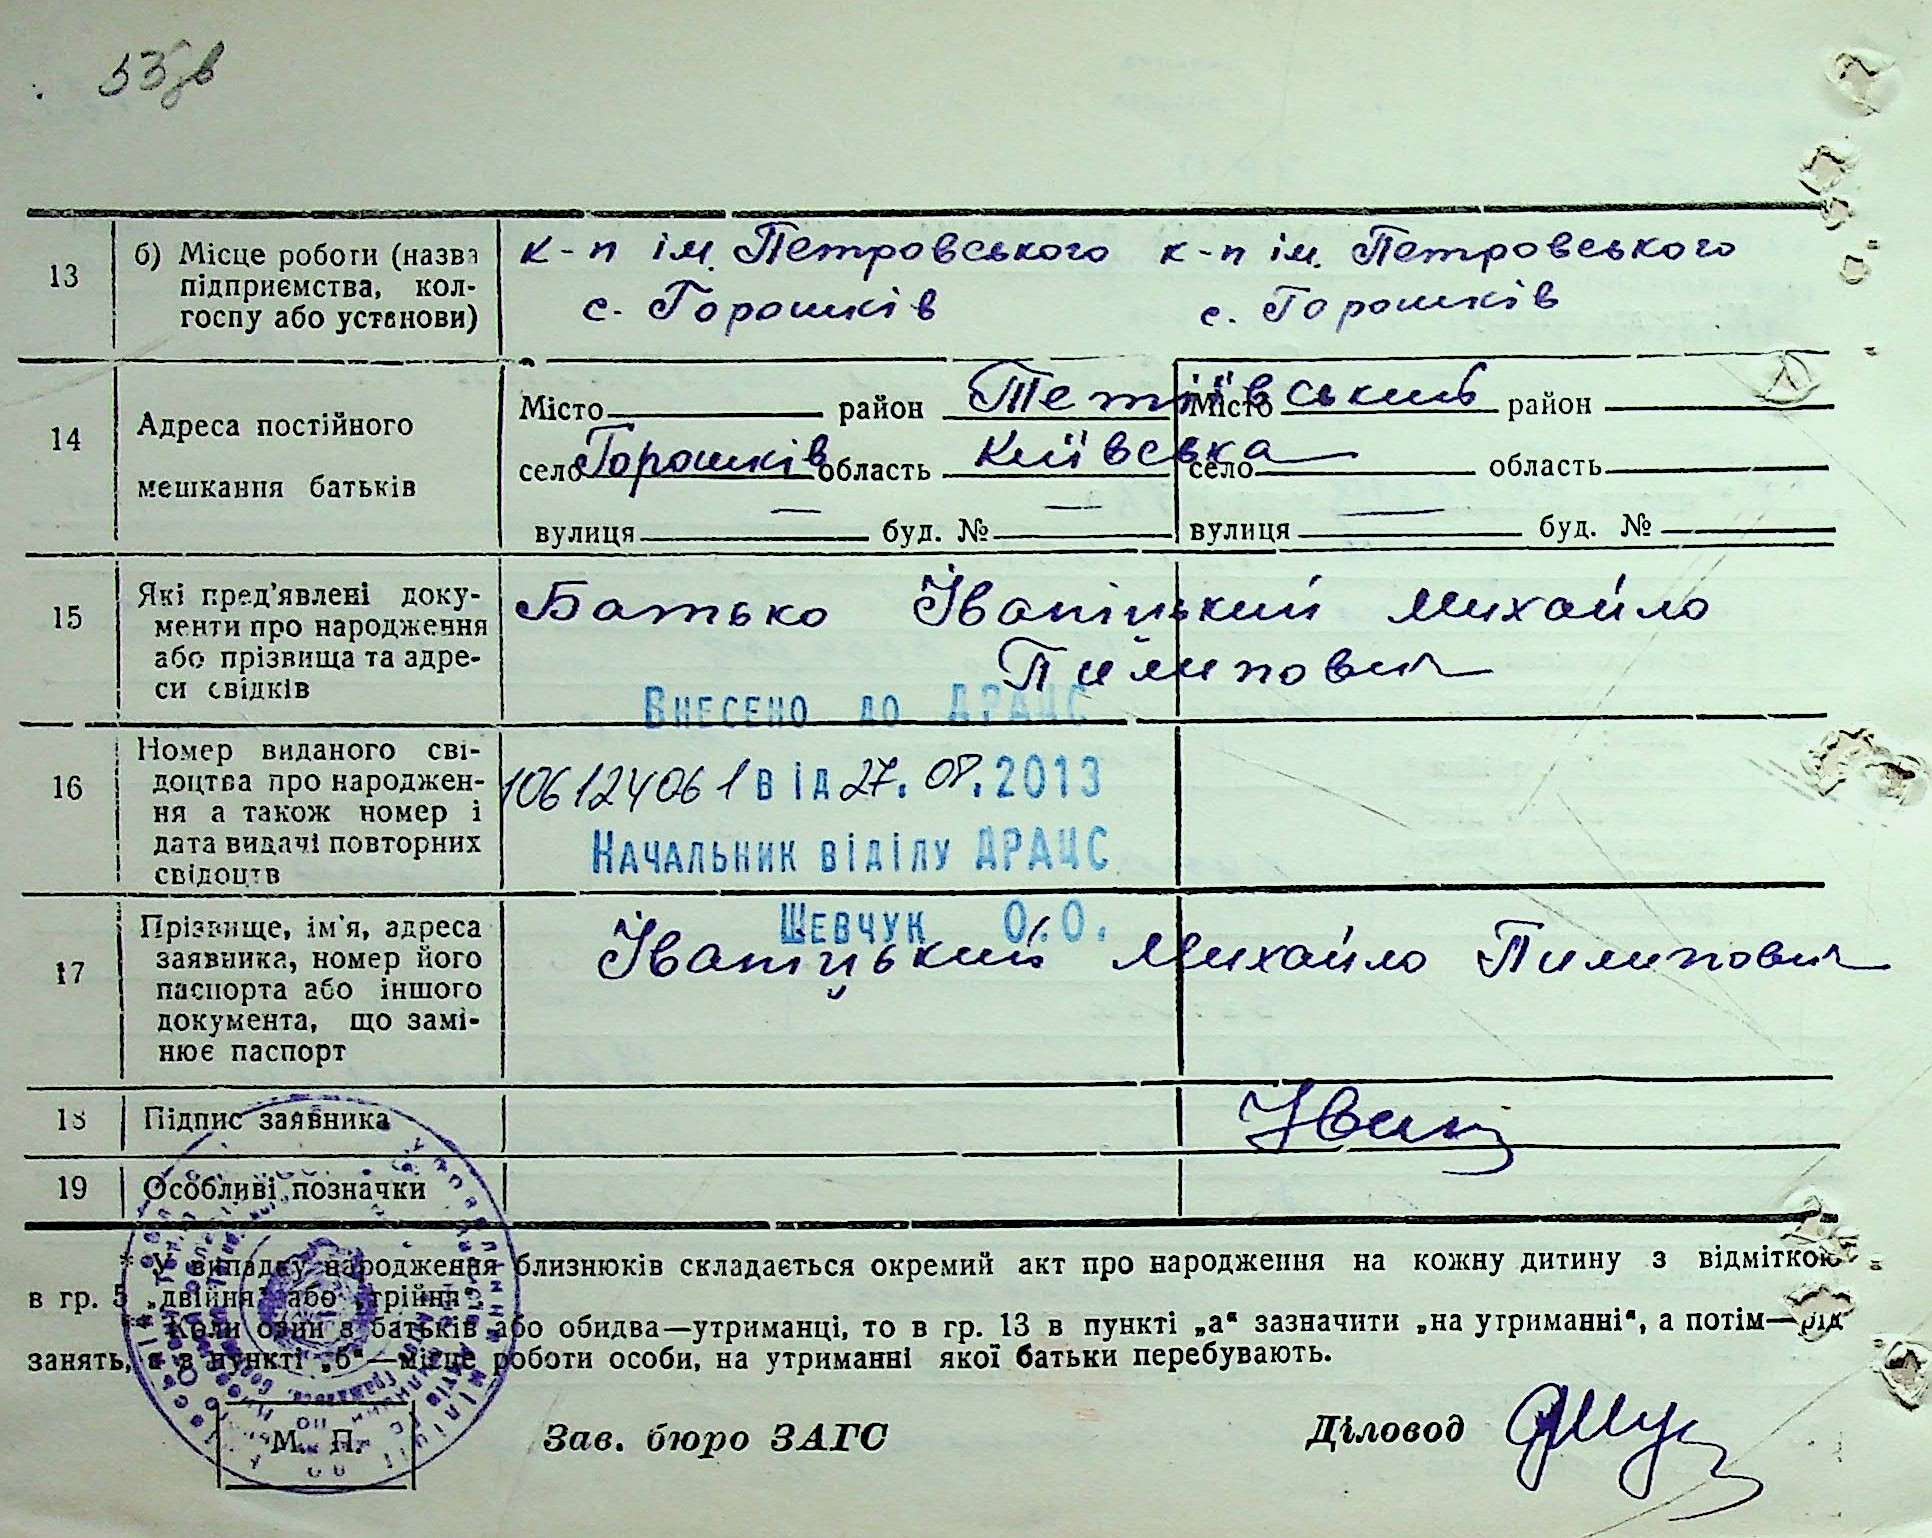 53 зв
13
б) Місце роботи (назва
підприємства, кол-
госпу або установи)
к-п ім. Петровського
с. Горошків
к-п ім. Петровського
с. Горошків
14
Адреса постійного
мешкання батьків
Місто район Тетіївський
село Горошків область Київська
вулиця — буд. № —
Місто район
село область
вулиця — буд. №
15
Які пред'явлені доку-
менти про народження
або прізвища та адре-
си свідків
Батько Івапіцький Михайло
Пилипович
Внесено до ДРАЦС
16
Номер виданого сві-
доцтва про народжен-
ня а також номер і
дата видачі повторних
свідоцтв
106124061 від 27.08.2013
Начальник віділу ДРАЦС
Шевчук О.О.
17
Прізвище, ім'я, адреса
заявника, номер його
паспорта або іншого
документа, що замі-
нює паспорт
Івапіцький Михайло Пилипович
18
Підпис заявника
19
Особливі позначки
* У випадку народження близнюків складається окремий акт про народження на кожну дитину з відміткою
в гр. 5 „двійня" або „трійня".
* Коли один з батьків або обидва—утриманці, то в гр. 13 в пункті „а" зазначити „на утриманні", а потім—рід
занять, а в пункті „б"—місце роботи особи, на утриманні якої батьки перебувають.
М. П.
Зав. бюро ЗАГС
Діловод